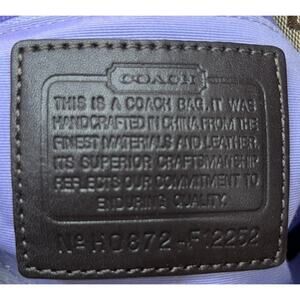 COACH
THIS IS A COACH BAG. IT WAS
HANDCRAFTED IN CHINA FROM THE
FINEST MATERIALS AND LEATHER.
ITS SUPERIOR CRAFTSMANSHIP
REFLECTS OUR COMMITMENT TO
ENDURING QUALITY.
No H0872-F12252